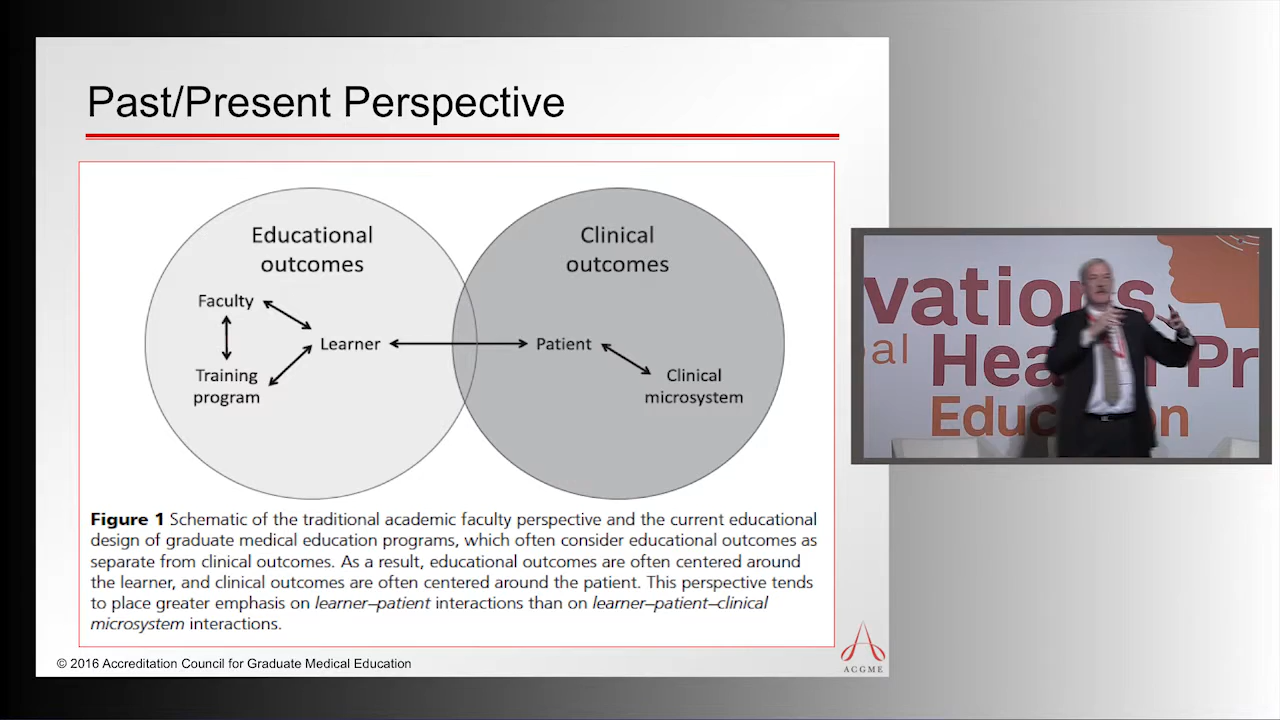 Past/Present Perspective
Educational
outcomes
Faculty
Learner
Training
program
Clinical
outcomes
Patient
Clinical
microsystem
Figure 1 Schematic of the traditional academic faculty perspective and the current educational
design of graduate medical education programs, which often consider educational outcomes as
separate from clinical outcomes. As a result, educational outcomes are often centered around
the learner, and clinical outcomes are often centered around the patient. This perspective tends
to place greater emphasis on learner–patient interactions than on learner–patient–clinical
microsystem interactions.
© 2016 Accreditation Council for Graduate Medical Education
ACGME
vations
al
Hea Pr
Educ on